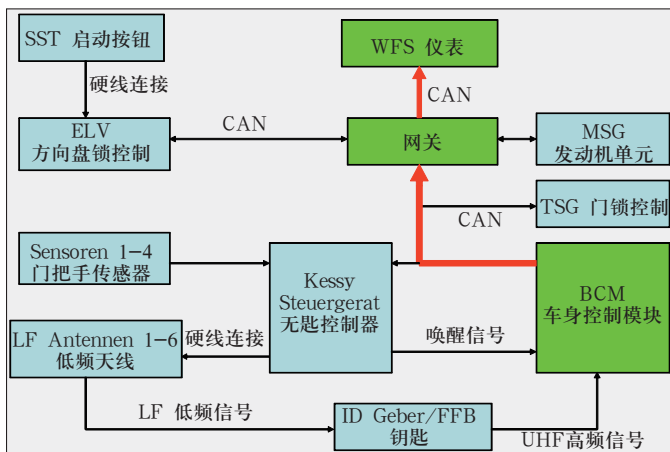 SST 启动按钮
WFS 仪表
硬线连接
CAN
ELV
方向盘锁控制
CAN
网关
MSG
发动机单元
CAN
TSG 门锁控制
Sensoren 1-4
门把手传感器
Kessy
Steuergerat
无匙控制器
BCM
车身控制模块
LF Antennen 1-6
低频天线
硬线连接
唤醒信号
LF 低频信号
ID Geber/FFB
钥匙
UHF高频信号